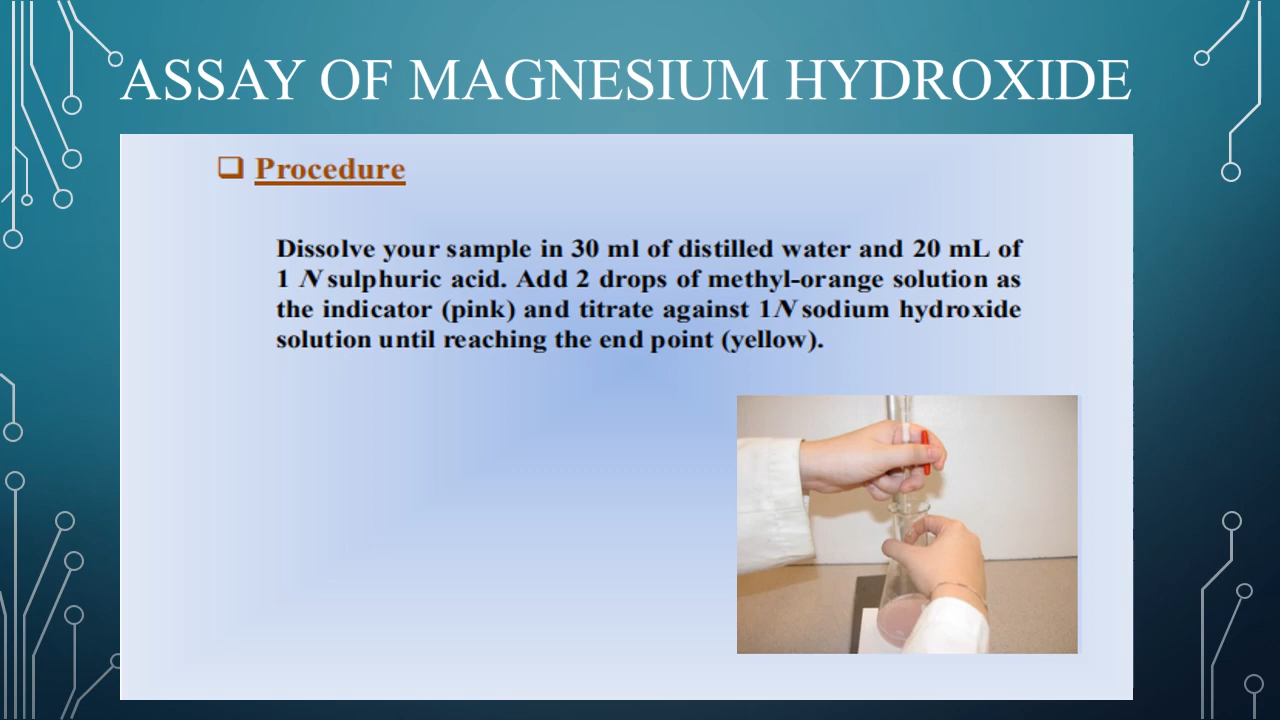 ASSAY OF MAGNESIUM HYDROXIDE
Procedure
Dissolve your sample in 30 ml of distilled water and 20 mL of
1 N sulphuric acid. Add 2 drops of methyl-orange solution as
the indicator (pink) and titrate against 1N sodium hydroxide
solution until reaching the end point (yellow).